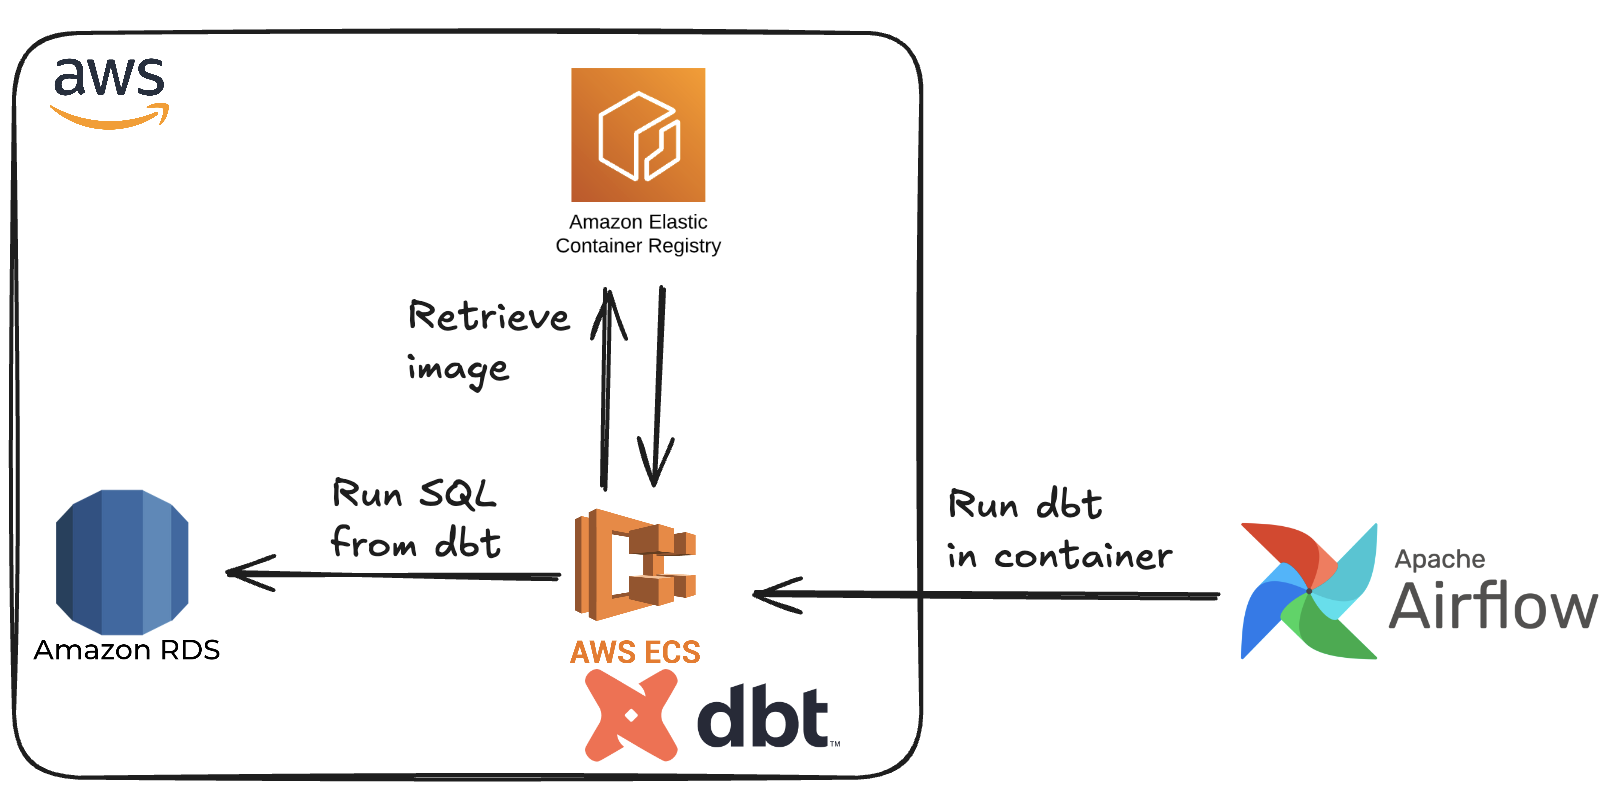 aws
Amazon Elastic
Container Registry
Retrieve
image
Run SQL
from dbt
Run dbt
in container
Apache
Airflow
Amazon RDS
AWS ECS
dbt™